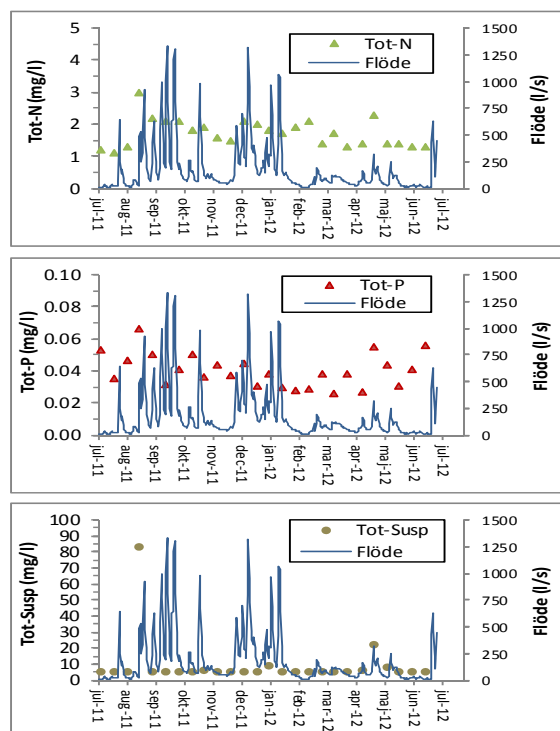 Tot-N (mg/l)
5
4
3
2
1
0
Tot-N
Flöde
1500
1250
1000
750
500
250
0
Flöde (l/s)
jul-11
aug-11
sep-11
okt-11
nov-11
dec-11
jan-12
feb-12
mar-12
apr-12
maj-12
jun-12
jul-12
Tot-P (mg/l)
0.10
0.08
0.06
0.04
0.02
0.00
Tot-P
Flöde
1500
1250
1000
750
500
250
0
Flöde (l/s)
jul-11
aug-11
sep-11
okt-11
nov-11
dec-11
jan-12
feb-12
mar-12
apr-12
maj-12
jun-12
jul-12
Tot-Susp (mg/l)
100
90
80
70
60
50
40
30
20
10
0
Tot-Susp
Flöde
1500
1250
1000
750
500
250
0
Flöde (l/s)
jul-11
aug-11
sep-11
okt-11
nov-11
dec-11
jan-12
feb-12
mar-12
apr-12
maj-12
jun-12
jul-12